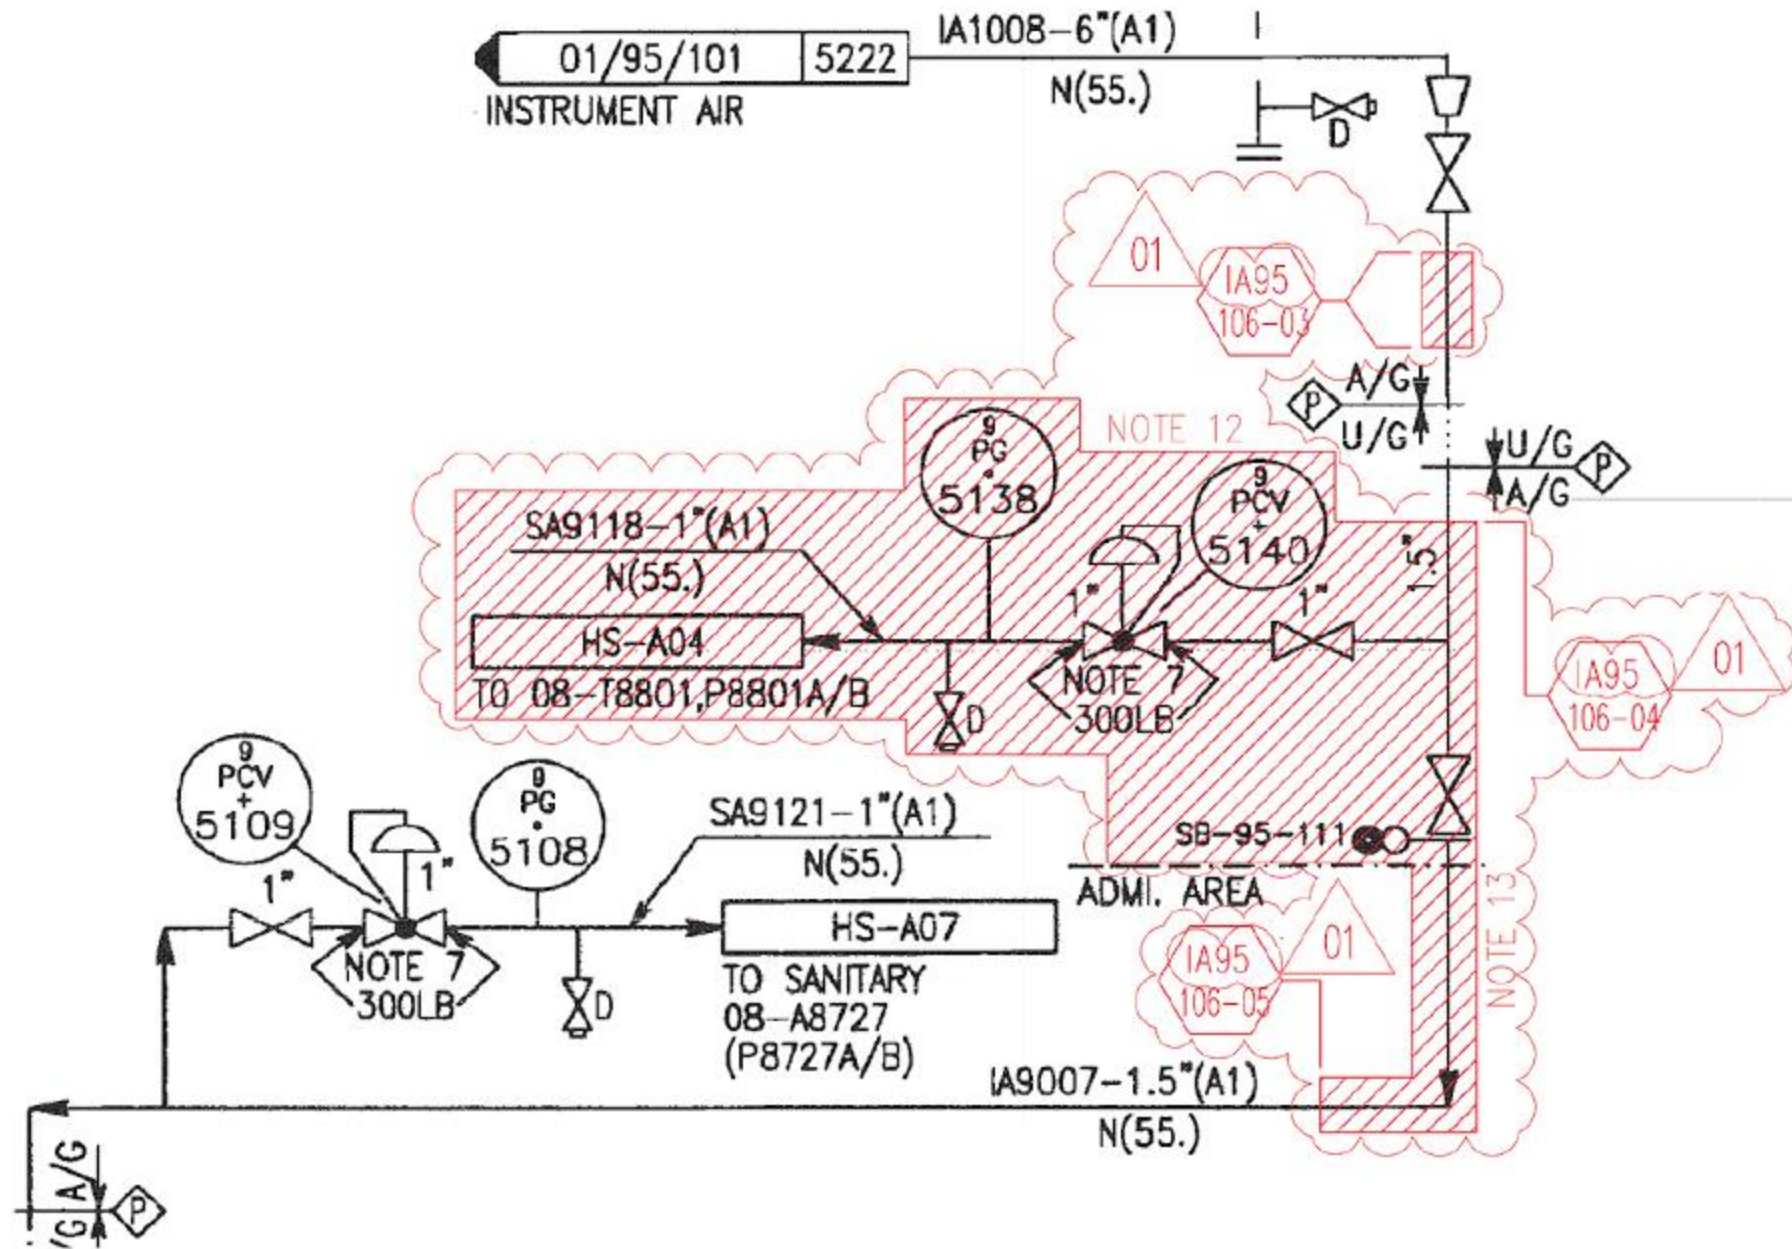 IA1008-6"(A1)
01/95/101 5222
N(55.)
INSTRUMENT AIR
D
01
IA95
106-03
A/G
P
U/G
U/G
P
A/G
NOTE 12
9
PG
5138
9
PCV
+
5140
SA9118-1"(A1)
N(55.)
1.5"
1"
1"
HS-A04
TO 08-T8801,P8801A/B
NOTE 7
300LB
D
01
IA95
106-04
9
PCV
+
5109
9
PG
5108
SA9121-1"(A1)
N(55.)
SB-95-111
ADMI. AREA
1"
1"
NOTE 7
300LB
D
HS-A07
TO SANITARY
08-A8727
(P8727A/B)
01
IA95
106-05
NOTE 13
IA9007-1.5"(A1)
N(55.)
A/G
/G
P